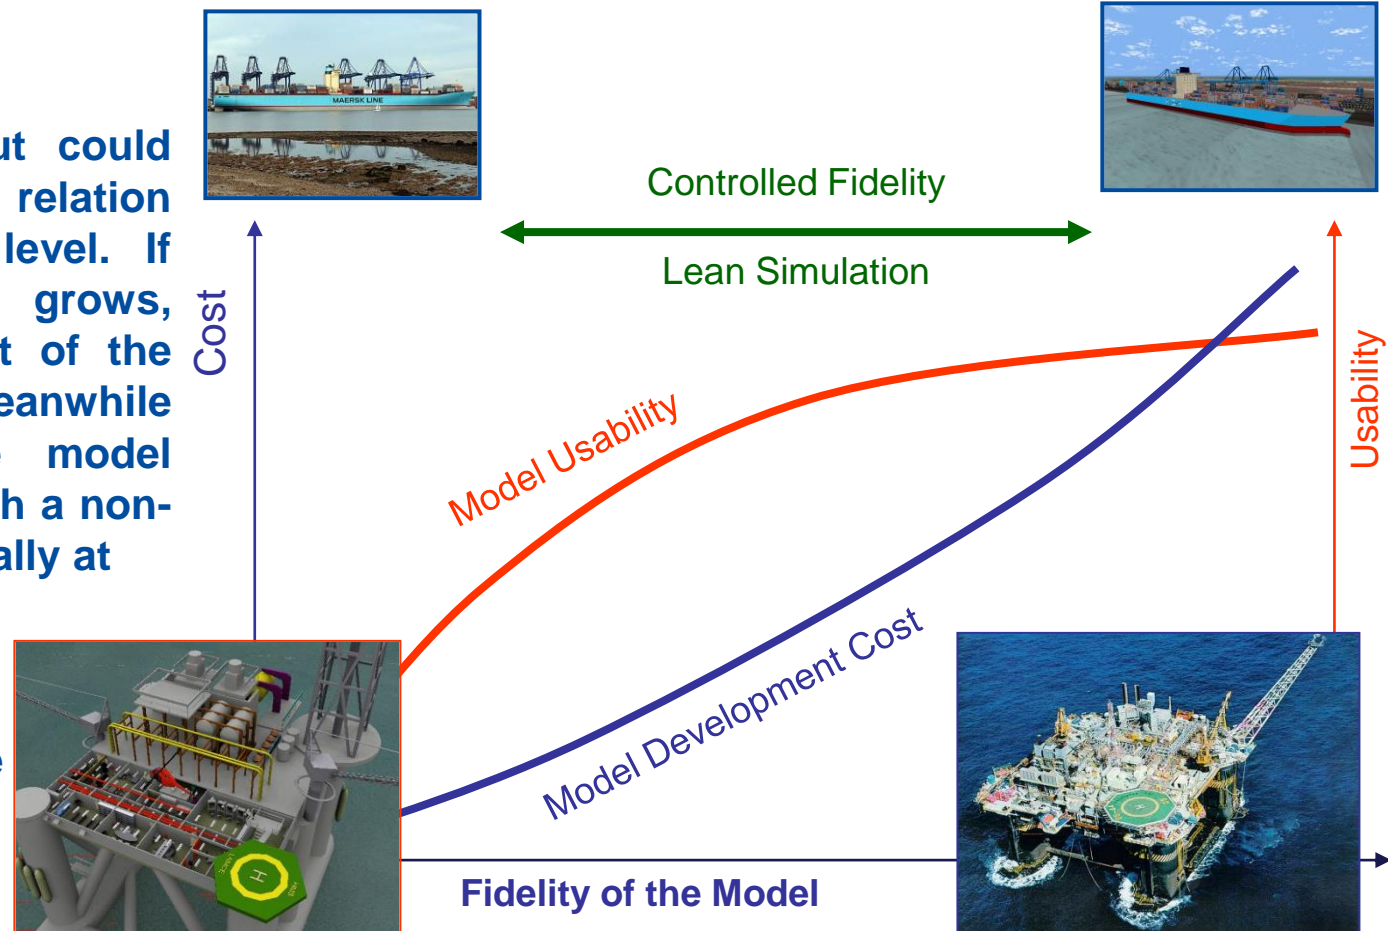 ut could
relation
level. If
grows,
t of the
eanwhile
model
h a non-
ally at
e
MAERSK LINE
Controlled Fidelity
Lean Simulation
Cost
Usability
Model Usability
Model Development Cost
Fidelity of the Model
H
H